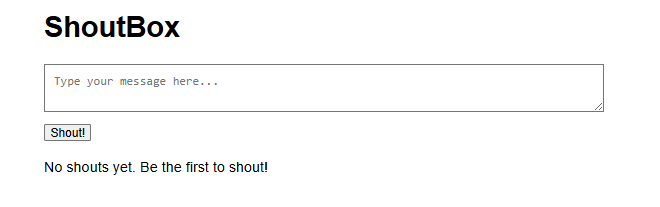 ShoutBox
Type your message here...
Shout!
No shouts yet. Be the first to shout!